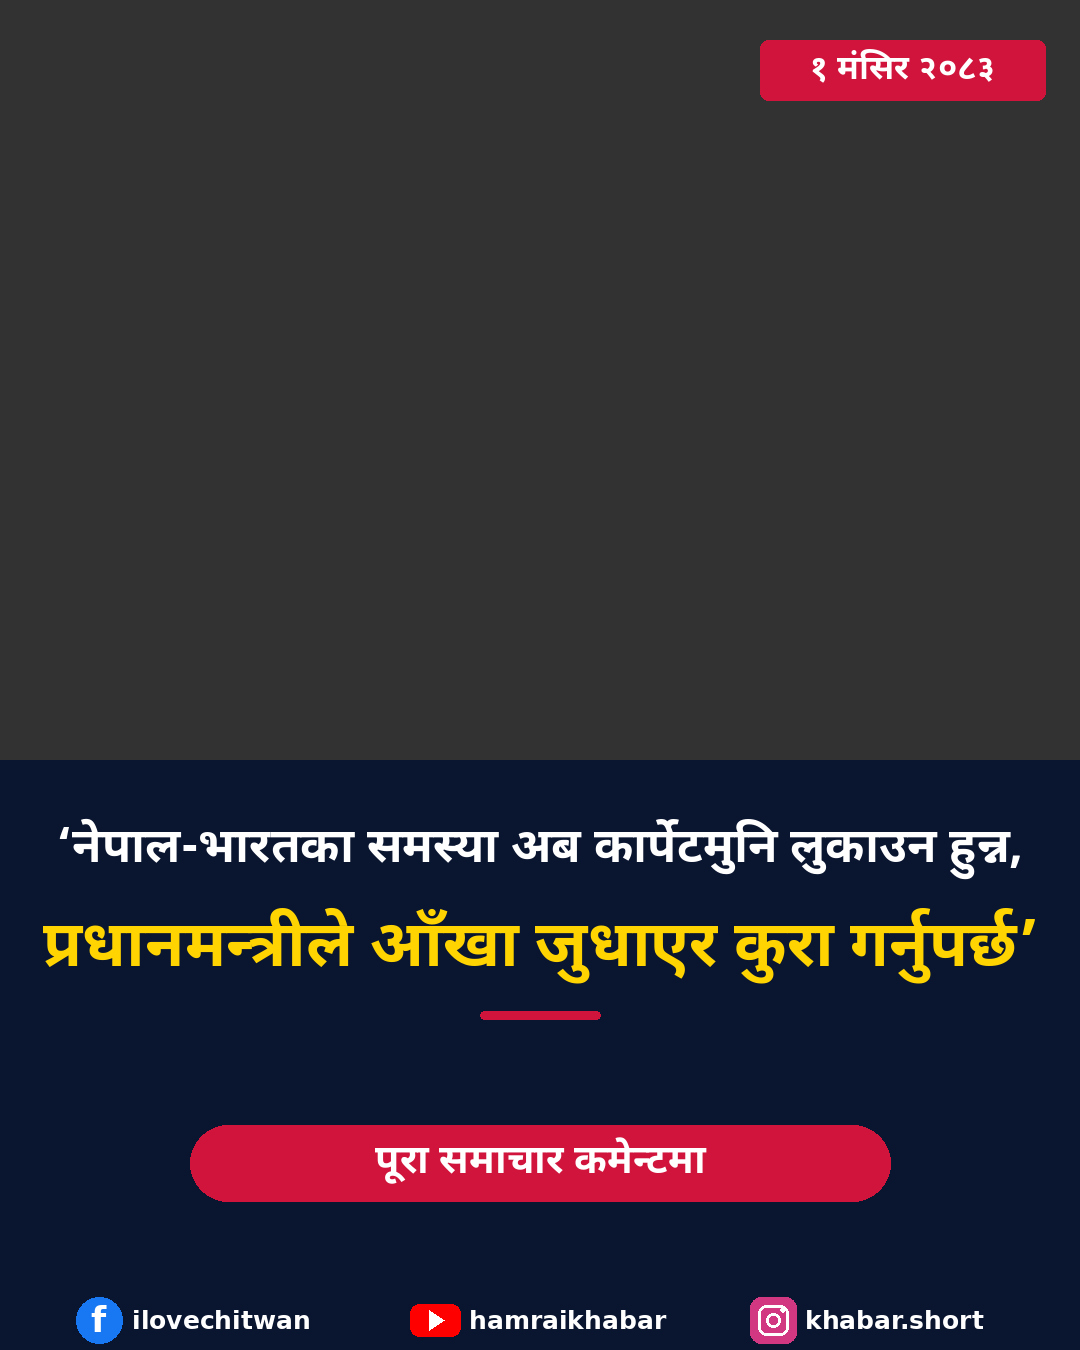 १ मंसिर २०८३
‘नेपाल-भारतका समस्या अब कार्पेटमुनि लुकाउन हुन्न,
प्रधानमन्त्रीले आँखा जुधाएर कुरा गर्नुपर्छ’
पूरा समाचार कमेन्टमा
ilovechitwan
hamraikhabar
khabar.short